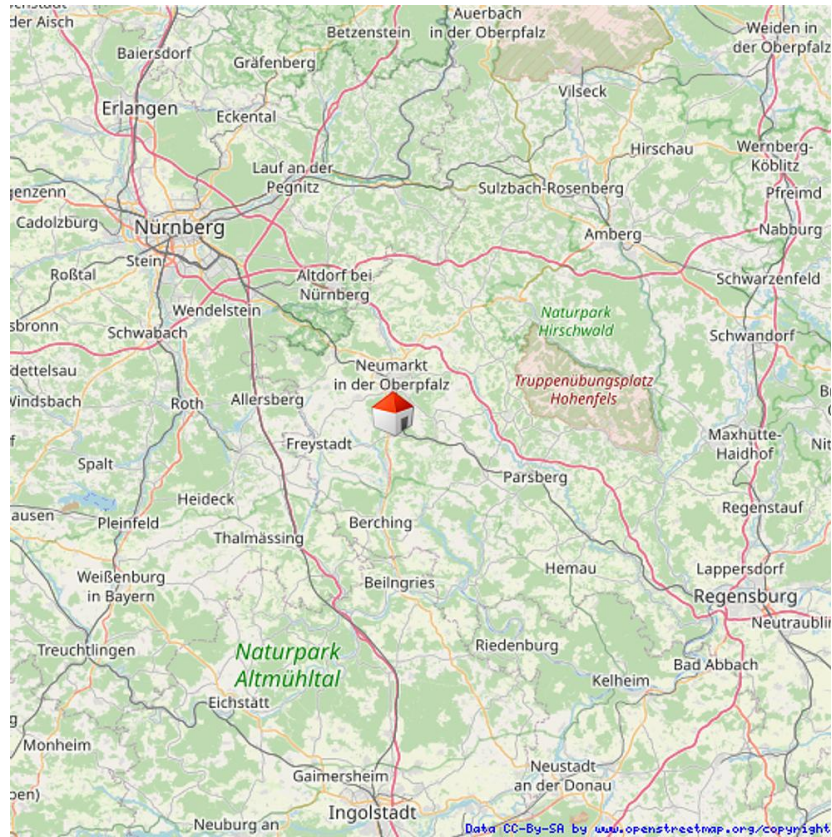 der Aisch
Betzenstein
Auerbach
in der Oberpfalz
Weiden in
der Oberpfalz
Baiersdorf
Gräfenberg
Vilseck
Erlangen
Eckental
Hirschau
Wernberg-
Köblitz
Lauf an der
Pegnitz
Sulzbach-Rosenberg
Pfreimd
genzenn
Cadolzburg
Nürnberg
Amberg
Nabburg
Stein
Roßtal
Altdorf bei
Nürnberg
Schwarzenfeld
Wendelstein
Naturpark
Hirschwald
sbronn
Schwabach
Schwandorf
dettelsau
Neumarkt
in der Oberpfalz
Truppenübungsplatz
Hohenfels
Windsbach
Roth
Allersberg
Freystadt
Maxhütte-
Haidhof
Spalt
Parsberg
Heideck
Regenstauf
ausen
Pleinfeld
Berching
Thalmässing
Hemau
Lappersdorf
Weißenburg
in Bayern
Beilngries
Regensburg
Neutraublin
Treuchtlingen
Naturpark
Altmühltal
Riedenburg
Bad Abbach
Kelheim
Eichstätt
Monheim
Gaimersheim
Neustadt
an der Donau
en)
Ingolstadt
Neuburg an
Data CC-By-SA by www.openstreetmap.org/copyright